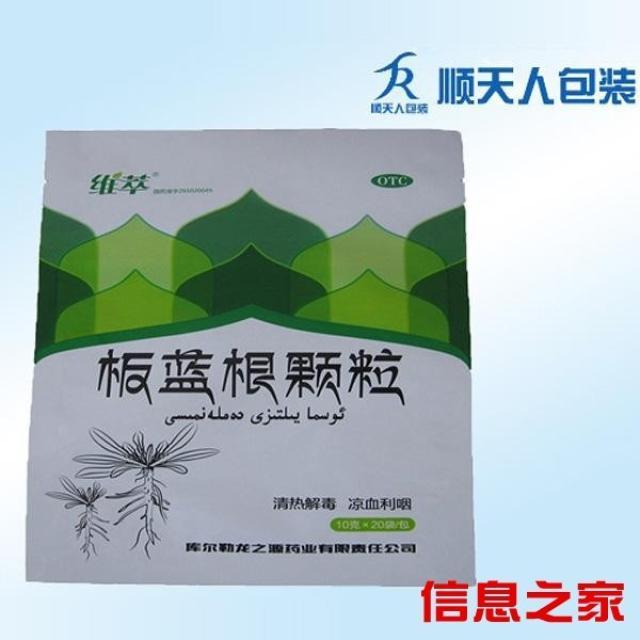 顺天人包装
顺天人包装
维萃®
OTC
板蓝根颗粒
ئوسما يىلتىزى دەملەنمىسى
清热解毒 凉血利咽
10克×20袋/包
库尔勒龙之源药业有限责任公司
信息之家